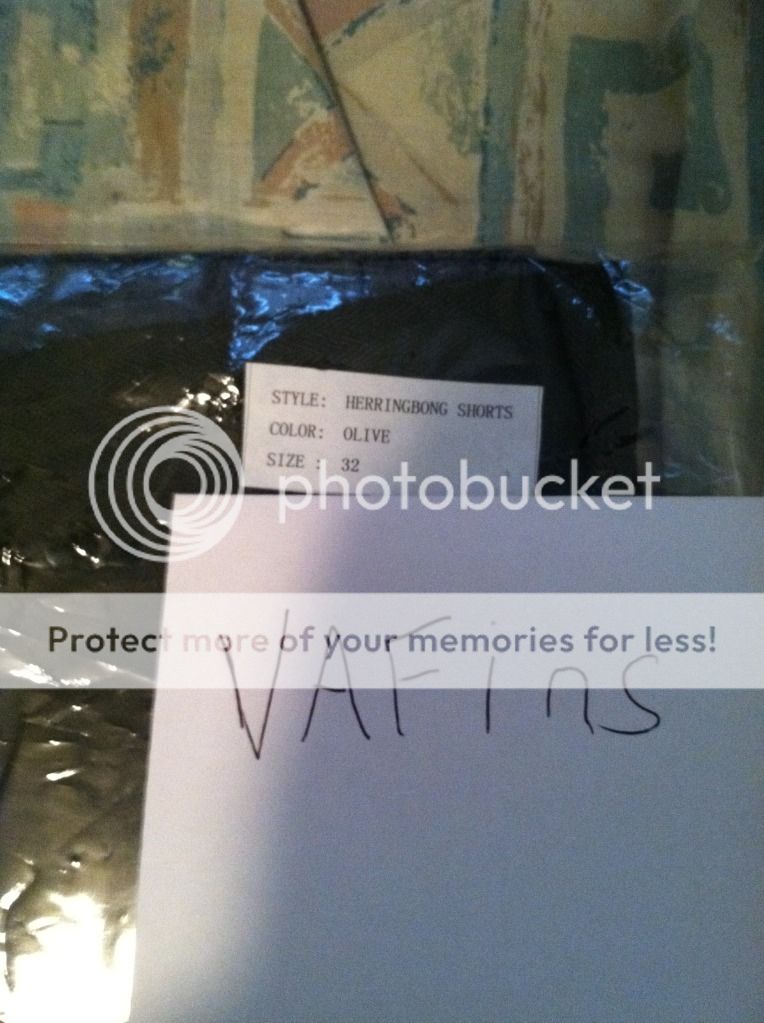 STYLE: HERRINGBONG SHORTS
COLOR: OLIVE
SIZE : 32
photobucket
Protect more of your memories for less!
VAFins